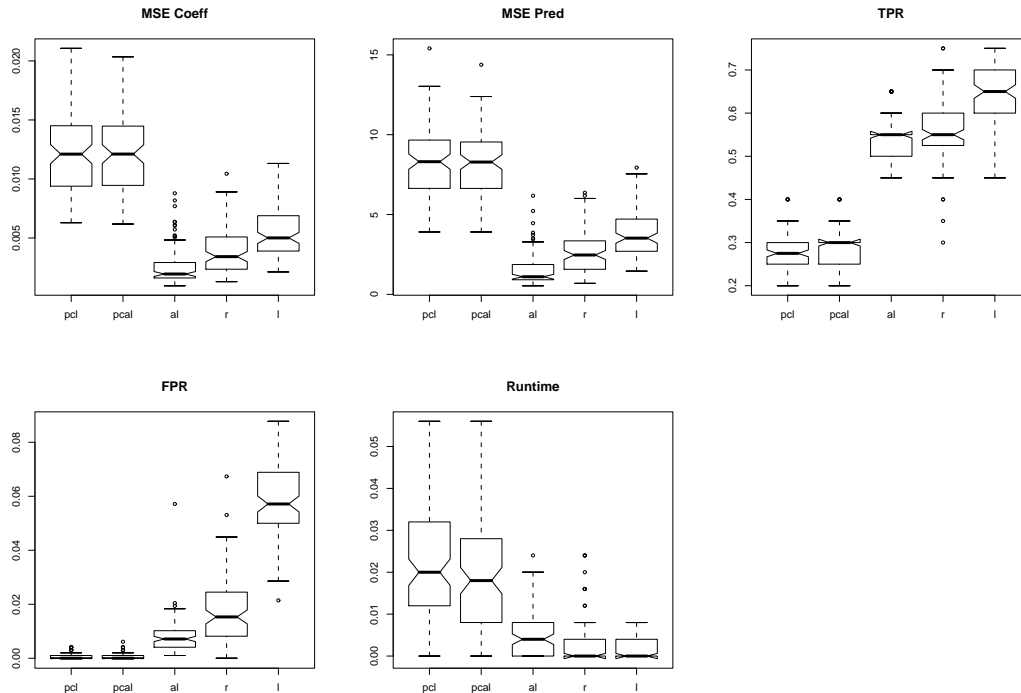 MSE Coeff
0.020
0.015
0.010
0.005
pcl pcal al r l
MSE Pred
15
10
5
0
pcl pcal al r l
TPR
0.7
0.6
0.5
0.4
0.3
0.2
pcl pcal al r l
FPR
0.08
0.06
0.04
0.02
0.00
pcl pcal al r l
Runtime
0.05
0.04
0.03
0.02
0.01
0.00
pcl pcal al r l